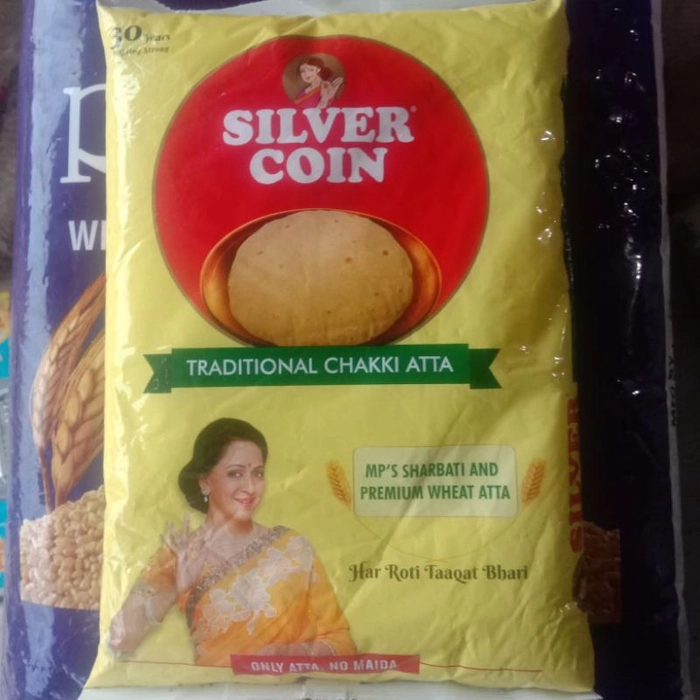 30 Years
SILVER
COIN
TRADITIONAL CHAKKI ATTA
MP'S SHARBATI AND
PREMIUM WHEAT ATTA
Har Roti Taaqat Bhari
ONLY ATTA, NO MAIDA
SILVER